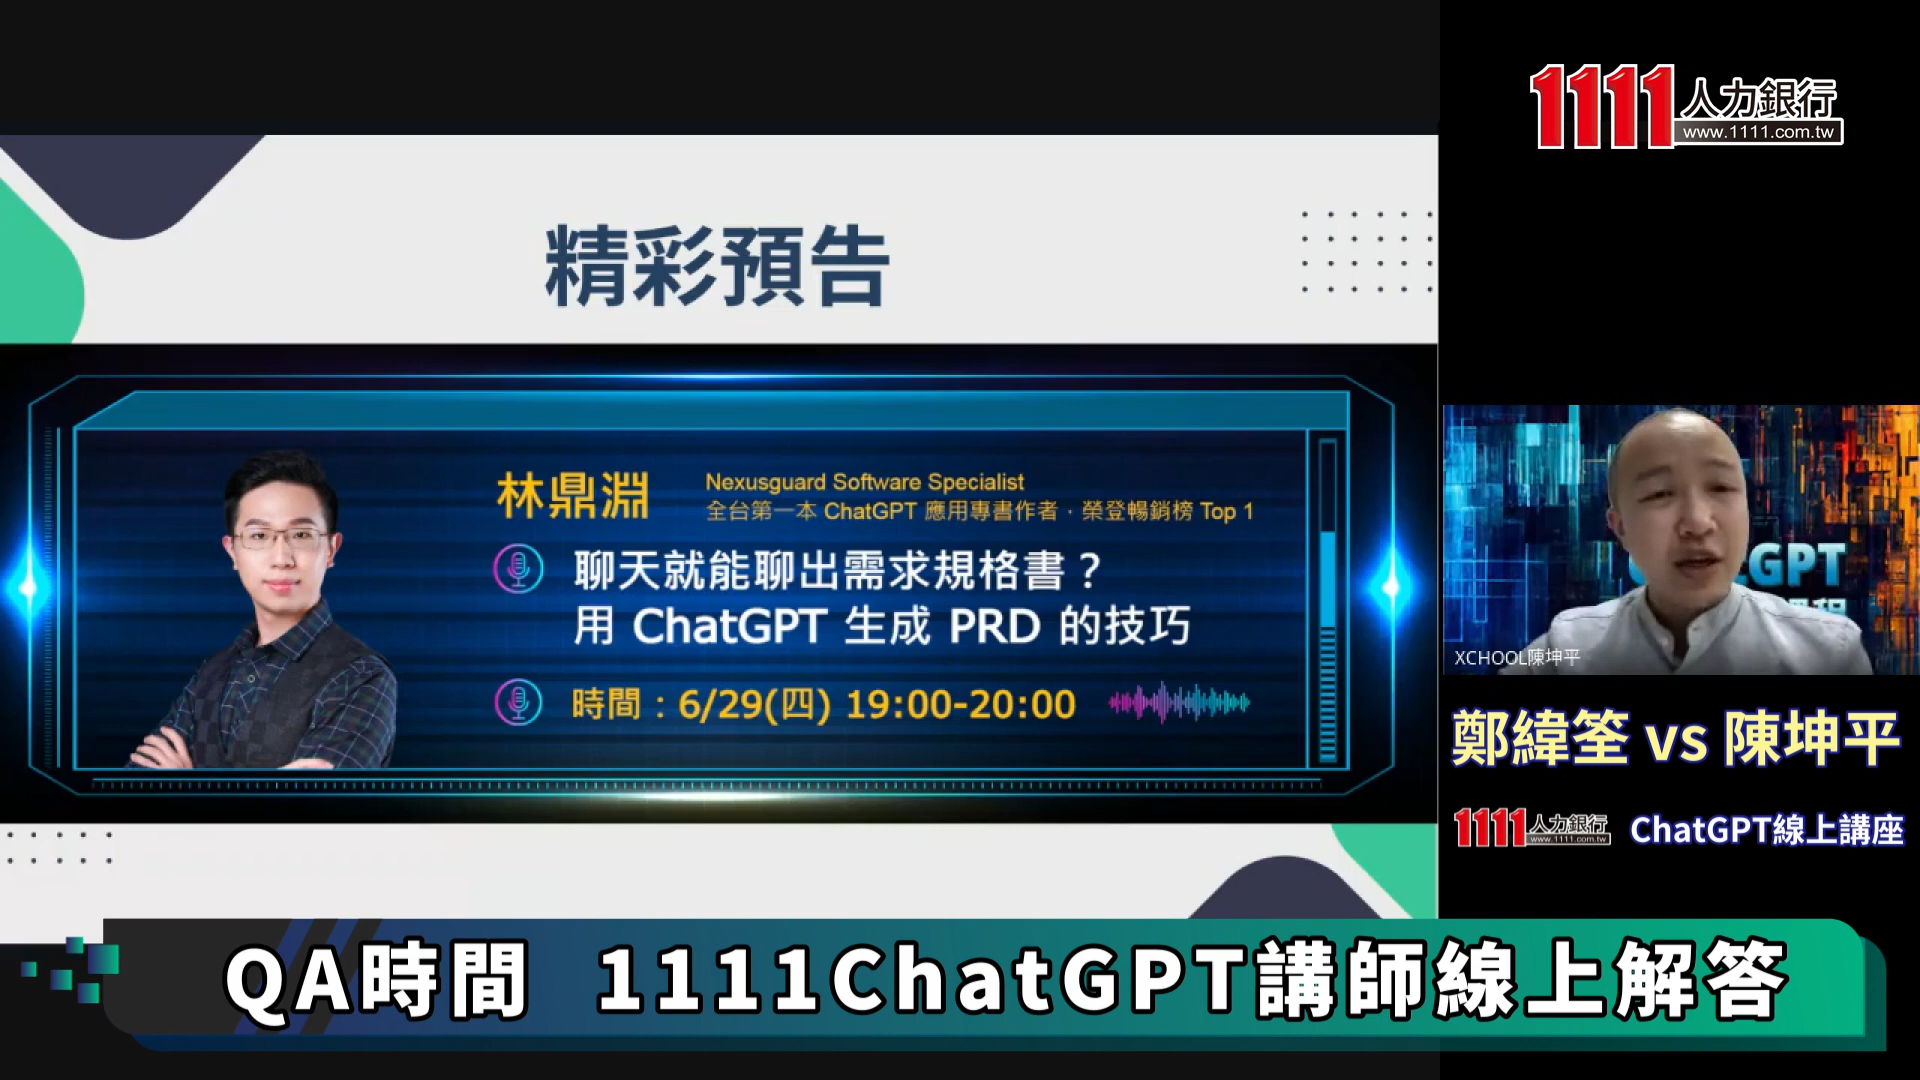 精彩預告
林鼎淵
Nexusguard Software Specialist
全台第一本 ChatGPT 應用專書作者．榮登暢銷榜 Top 1
聊天就能聊出需求規格書？
用 ChatGPT 生成 PRD 的技巧
時間：6/29(四) 19:00-20:00
1111人力銀行
www.1111.com.tw
GPT
XCHOOL陳坤平
鄭緯筌 vs 陳坤平
1111人力銀行
www.1111.com.tw
ChatGPT線上講座
QA時間 1111ChatGPT講師線上解答